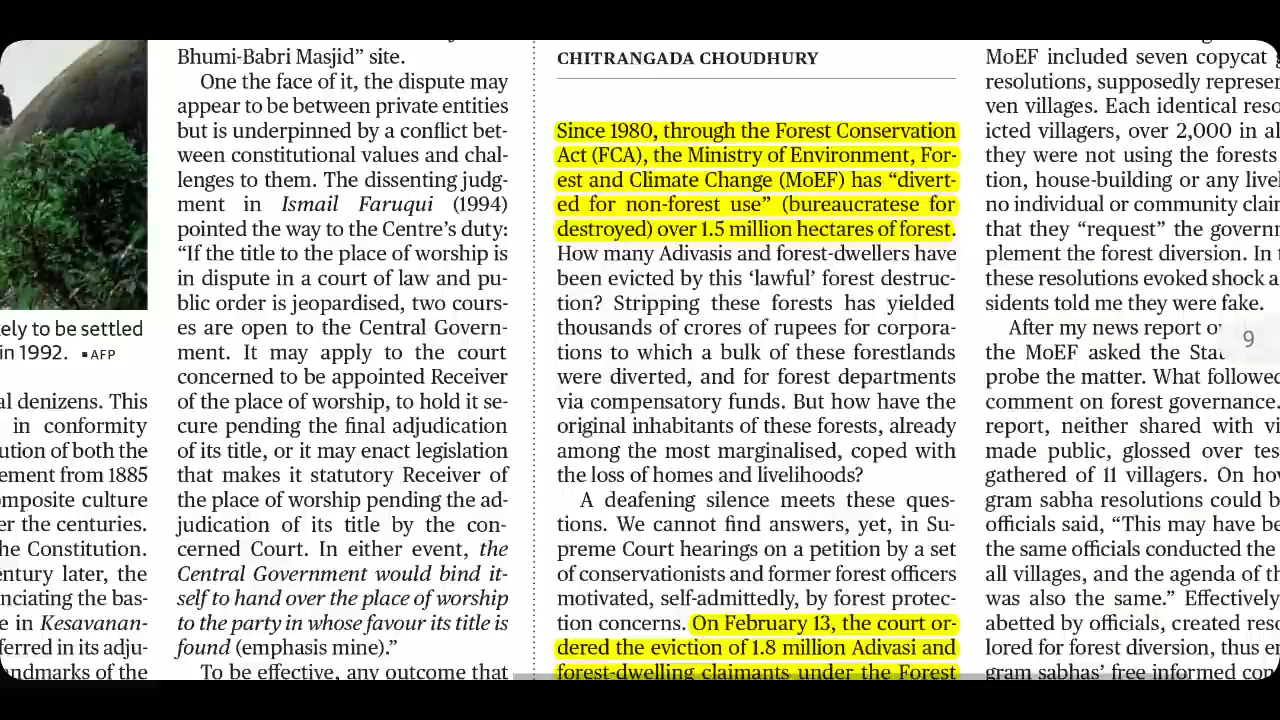 ely to be settled
in 1992. ▪AFP
al denizens. This
in conformity
ution of both the
ement from 1885
omposite culture
er the centuries.
he Constitution.
entury later, the
nciating the bas-
e in Kesavanan-
ferred in its adju-
ndmarks of the
Bhumi-Babri Masjid” site.
One the face of it, the dispute may
appear to be between private entities
but is underpinned by a conflict bet-
ween constitutional values and chal-
lenges to them. The dissenting judg-
ment in Ismail Faruqui (1994)
pointed the way to the Centre’s duty:
“If the title to the place of worship is
in dispute in a court of law and pu-
blic order is jeopardised, two cours-
es are open to the Central Govern-
ment. It may apply to the court
concerned to be appointed Receiver
of the place of worship, to hold it se-
cure pending the final adjudication
of its title, or it may enact legislation
that makes it statutory Receiver of
the place of worship pending the ad-
judication of its title by the con-
cerned Court. In either event, the
Central Government would bind it-
self to hand over the place of worship
to the party in whose favour its title is
found (emphasis mine).”
To be effective, any outcome that
CHITRANGADA CHOUDHURY
Since 1980, through the Forest Conservation
Act (FCA), the Ministry of Environment, For-
est and Climate Change (MoEF) has “divert-
ed for non-forest use” (bureaucratese for
destroyed) over 1.5 million hectares of forest.
How many Adivasis and forest-dwellers have
been evicted by this ‘lawful’ forest destruc-
tion? Stripping these forests has yielded
thousands of crores of rupees for corpora-
tions to which a bulk of these forestlands
were diverted, and for forest departments
via compensatory funds. But how have the
original inhabitants of these forests, already
among the most marginalised, coped with
the loss of homes and livelihoods?
A deafening silence meets these ques-
tions. We cannot find answers, yet, in Su-
preme Court hearings on a petition by a set
of conservationists and former forest officers
motivated, self-admittedly, by forest protec-
tion concerns. On February 13, the court or-
dered the eviction of 1.8 million Adivasi and
forest-dwelling claimants under the Forest
MoEF included seven copycat
resolutions, supposedly represen
ven villages. Each identical reso
icted villagers, over 2,000 in al
they were not using the forests
tion, house-building or any livel
no individual or community clai
that they “request” the governm
plement the forest diversion. In t
these resolutions evoked shock a
sidents told me they were fake.
After my news report o
the MoEF asked the Stat
probe the matter. What followed
comment on forest governance.
report, neither shared with vi
made public, glossed over tes
gathered of 11 villagers. On how
gram sabha resolutions could b
officials said, “This may have be
the same officials conducted the
all villages, and the agenda of th
was also the same.” Effectively
abetted by officials, created reso
lored for forest diversion, thus e
gram sabhas’ free informed con
9